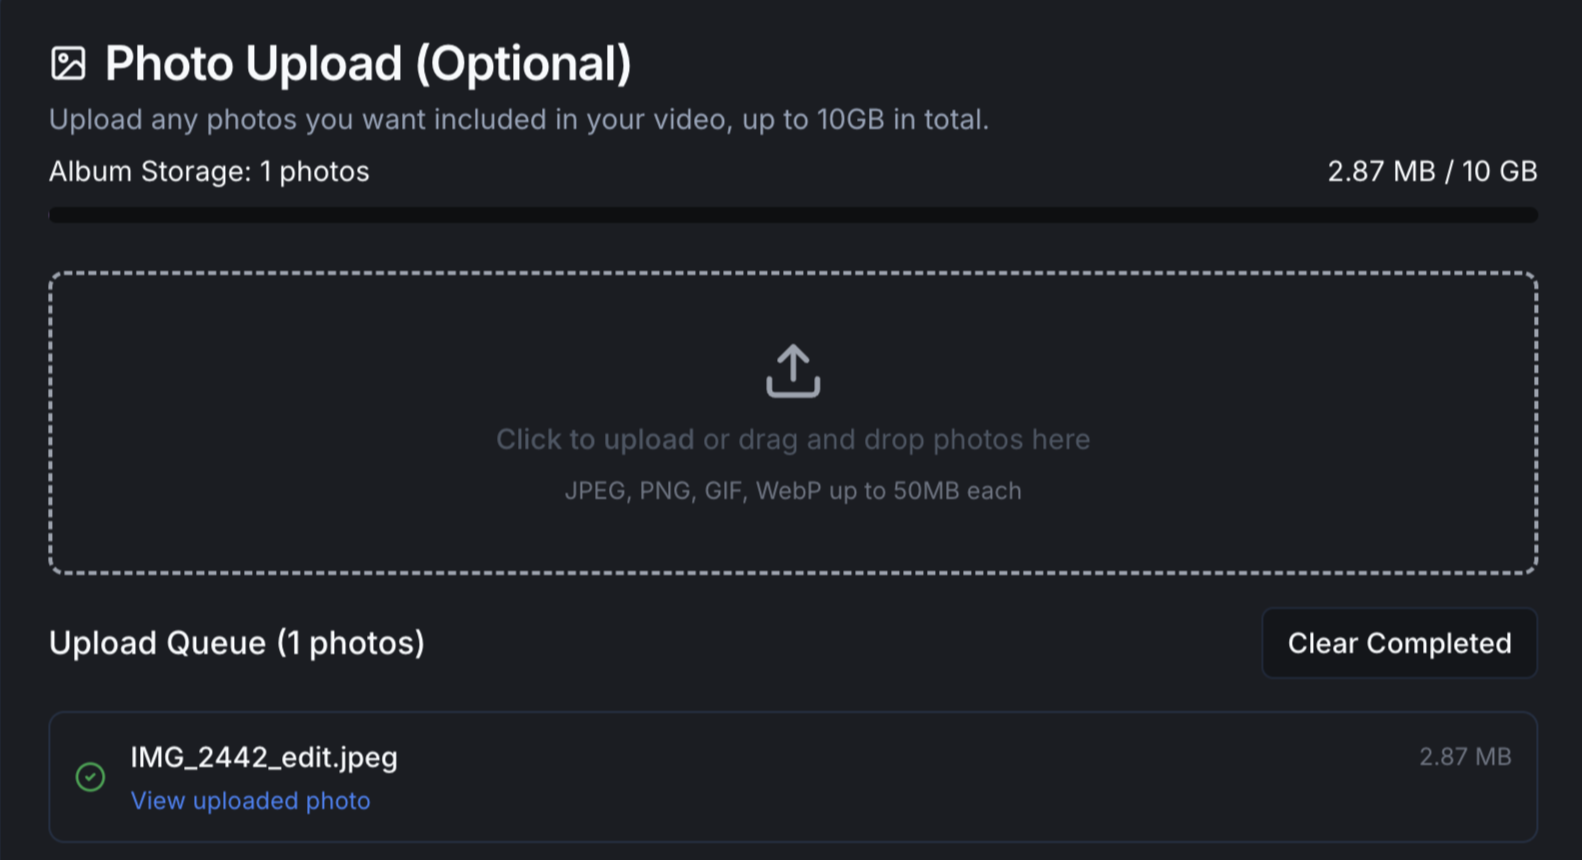 Photo Upload (Optional)
Upload any photos you want included in your video, up to 10GB in total.
Album Storage: 1 photos
2.87 MB / 10 GB
Click to upload or drag and drop photos here
JPEG, PNG, GIF, WebP up to 50MB each
Upload Queue (1 photos)
Clear Completed
IMG_2442_edit.jpeg
2.87 MB
View uploaded photo